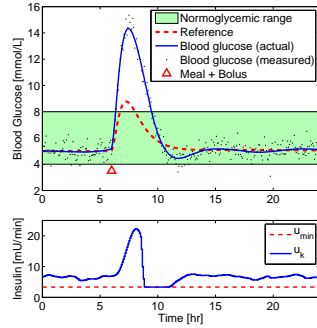 16
14
12
10
8
6
4
2
Blood Glucose [mmol/L]
Normoglycemic range
Reference
Blood glucose (actual)
Blood glucose (measured)
Meal + Bolus
0 5 10 15 20
20
10
0
Insulin [mU/min]
u_min
u_k
0 5 10 15 20
Time [hr]